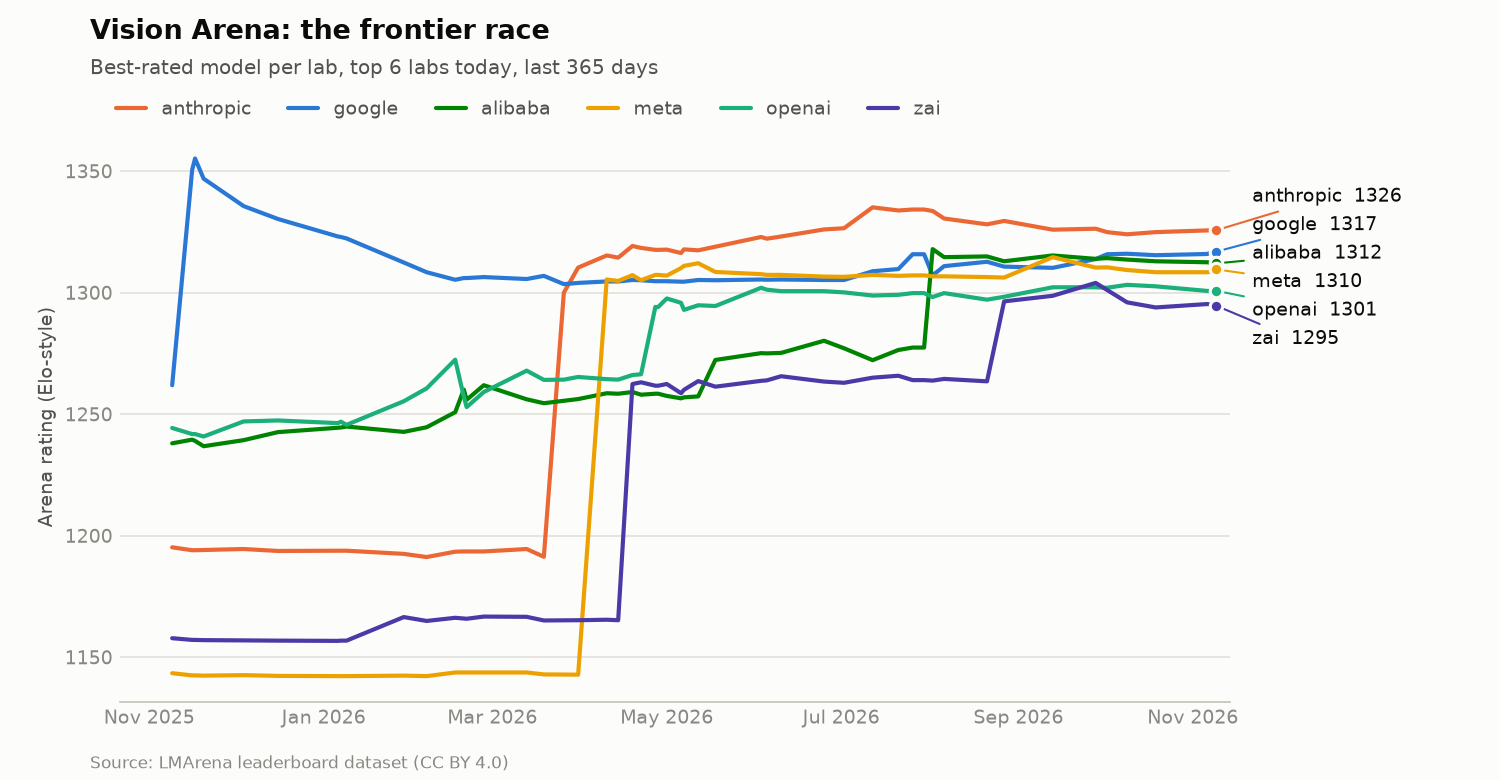 Vision Arena: the frontier race
Best-rated model per lab, top 6 labs today, last 365 days
anthropic google alibaba meta openai zai
Arena rating (Elo-style)
1350
1300
1250
1200
1150
anthropic 1326
google 1317
alibaba 1312
meta 1310
openai 1301
zai 1295
Nov 2025 Jan 2026 Mar 2026 May 2026 Jul 2026 Sep 2026 Nov 2026
Source: LMArena leaderboard dataset (CC BY 4.0)